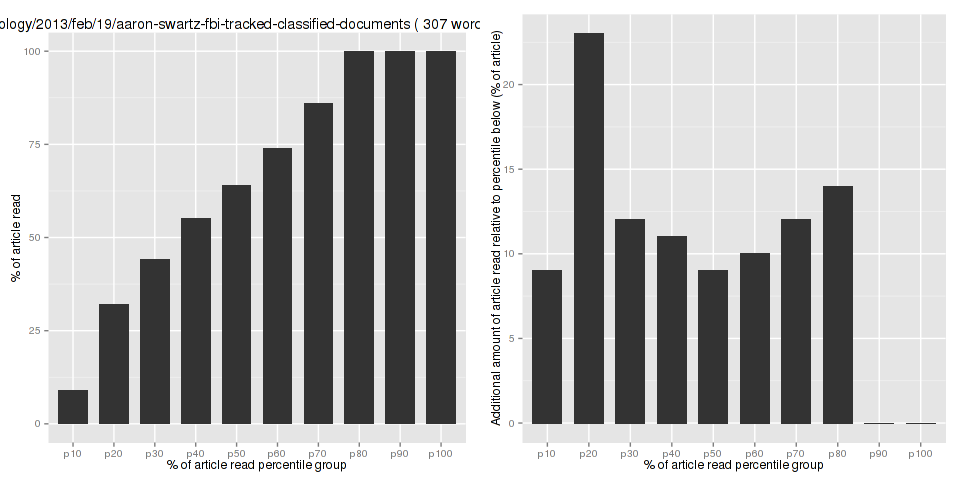 ology/2013/feb/19/aaron-swartz-fbi-tracked-classified-documents ( 307 word
% of article read
100
75
50
25
0
p10 p20 p30 p40 p50 p60 p70 p80 p90 p100
% of article read percentile group
Additional amount of article read relative to percentile below (% of article)
20
15
10
5
0
p10 p20 p30 p40 p50 p60 p70 p80 p90 p100
% of article read percentile group